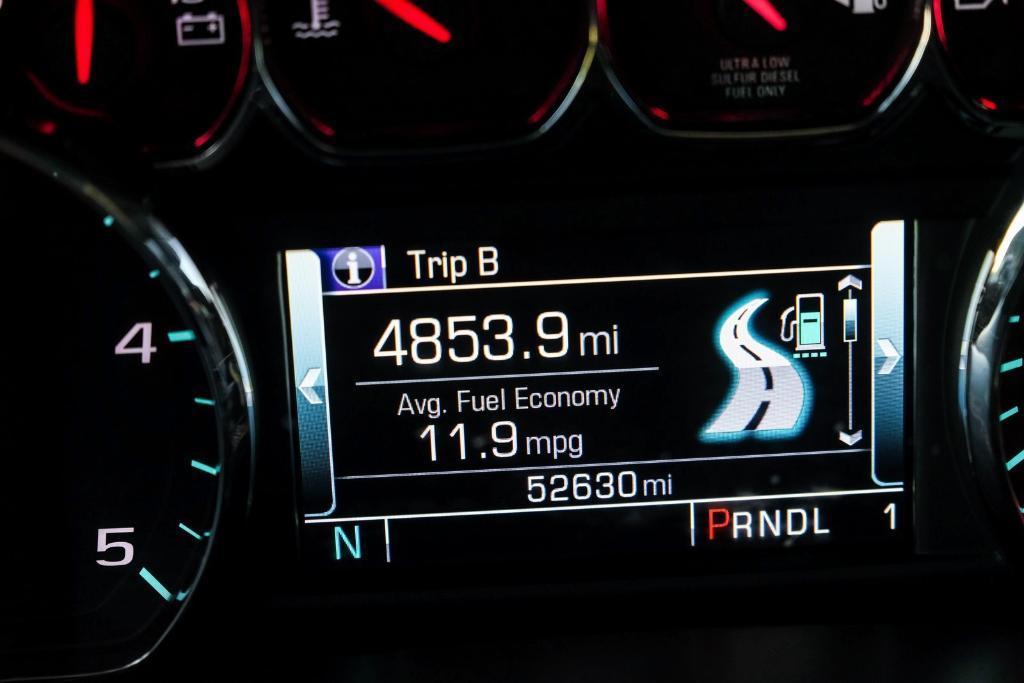 ULTRA LOW
SULFUR DIESEL
FUEL ONLY
i Trip B
4853.9 mi
Avg. Fuel Economy
11.9 mpg
52630 mi
N PRNDL 1
4
5